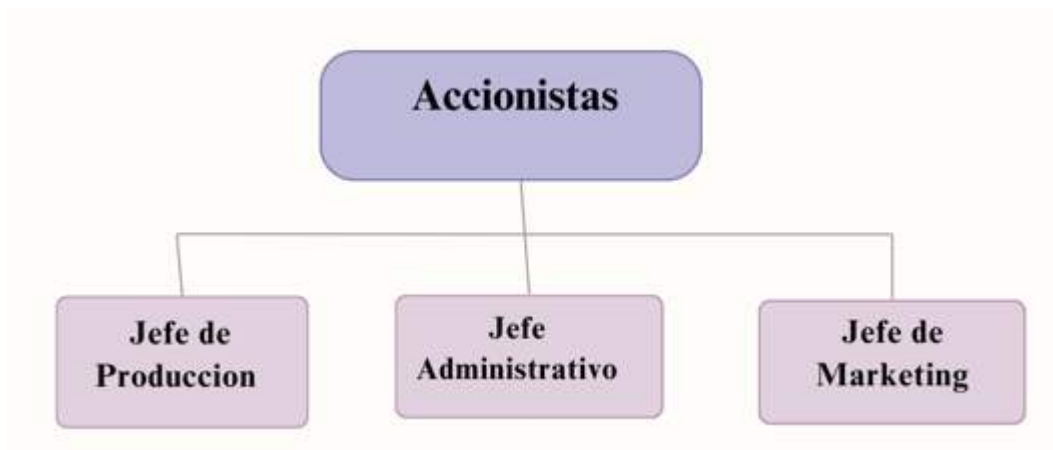 Accionistas
Jefe de
Produccion
Jefe
Administrativo
Jefe de
Marketing